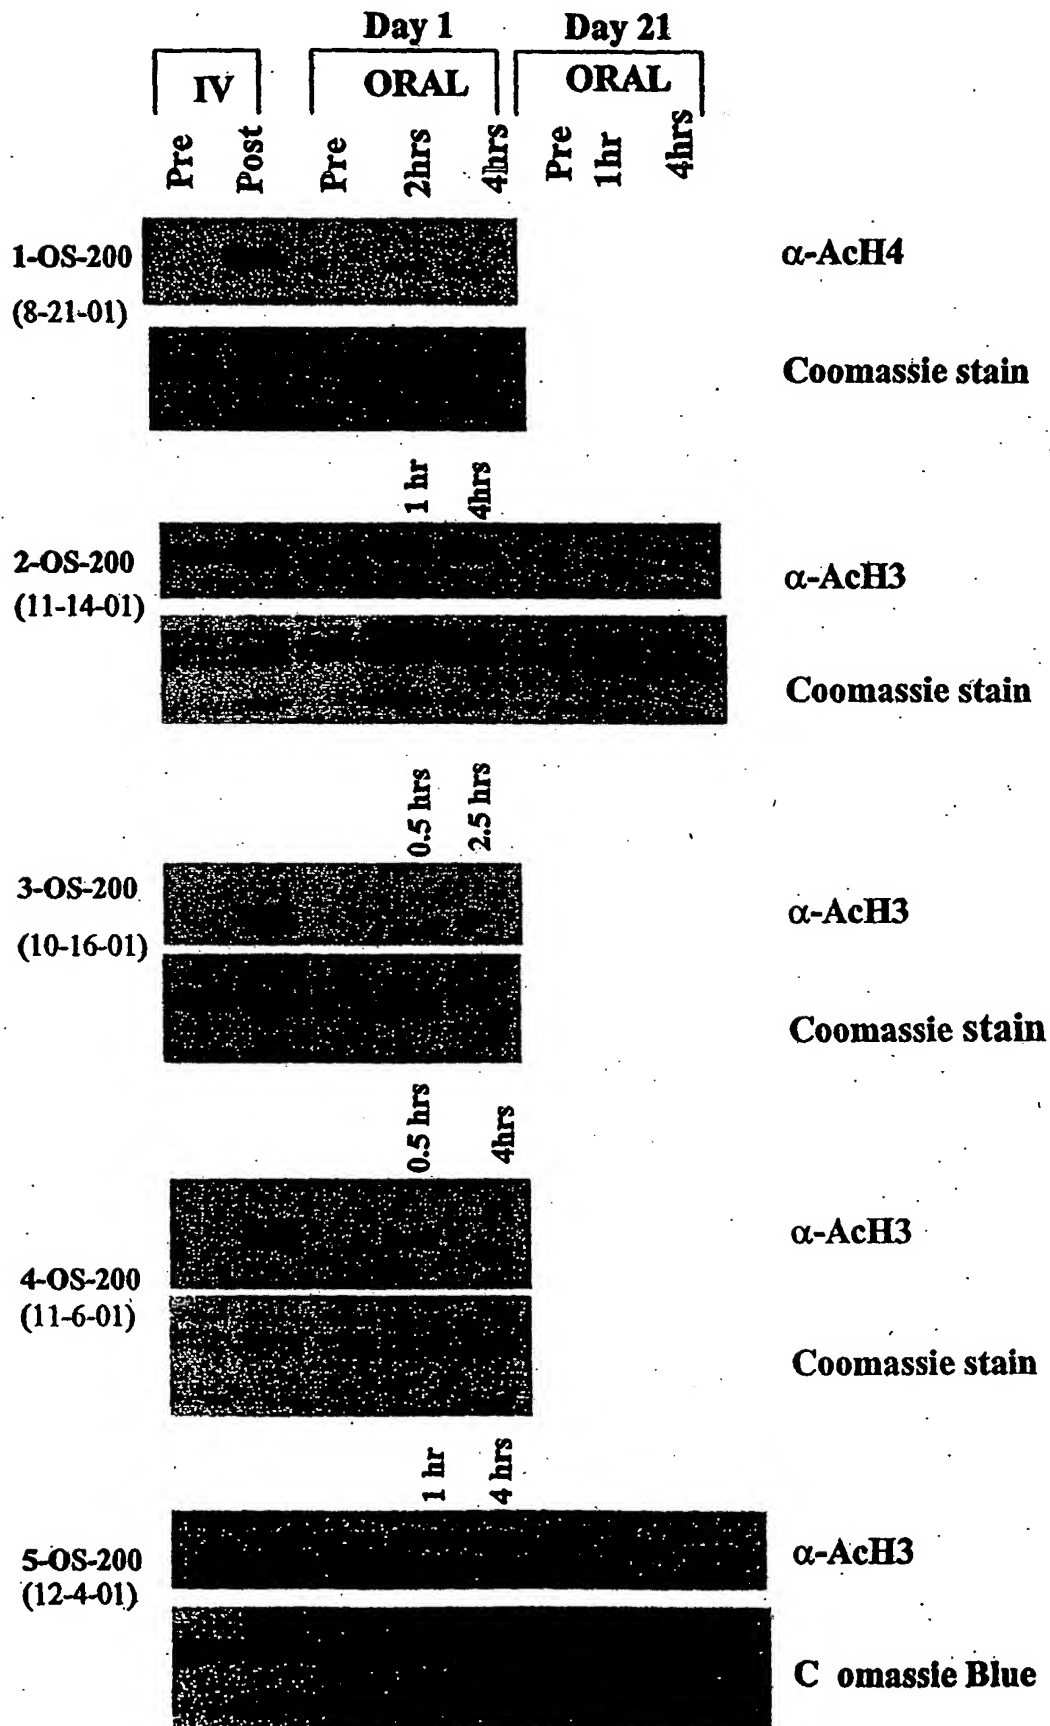 Day 1 Day 21
IV ORAL ORAL
Pre Post Pre 2hrs 4hrs Pre 1hr 4hrs
1-OS-200 α-AcH4
(8-21-01)
Coomassie stain
1 hr 4hrs
2-OS-200 α-AcH3
(11-14-01)
Coomassie stain
0.5 hrs 2.5 hrs
3-OS-200 α-AcH3
(10-16-01)
Coomassie stain
0.5 hrs 4hrs
α-AcH3
4-OS-200
(11-6-01)
Coomassie stain
1 hr 4 hrs
5-OS-200 α-AcH3
(12-4-01)
C omassie Blue